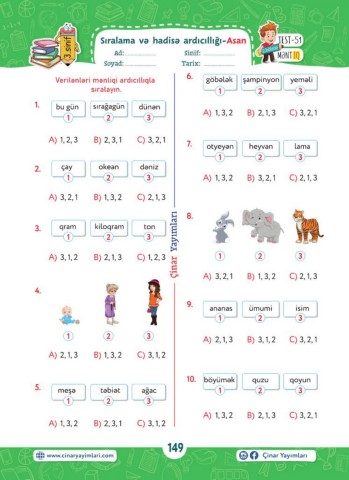 3. sinif
Sıralama və hadisə ardıcıllığı-Asan
Ad:
Sinif:
Soyad:
Tarix:
TEST-51
MƏNTİQ
Verilənləri məntiqi ardıcıllıqla
sıralayın.
1.
bu gün sırağagün dünən
1 2 3
A) 1, 2, 3 B) 2, 3, 1 C) 3, 2, 1
2.
çay okean dəniz
1 2 3
A) 3, 2, 1 B) 1, 3, 2 C) 2, 1, 3
3.
qram kiloqram ton
1 2 3
A) 3, 1, 2 B) 2, 1, 3 C) 1, 2, 3
4.
1 2 3
A) 2, 1, 3 B) 1, 3, 2 C) 3, 1, 2
5.
meşə təbiət ağac
1 2 3
A) 1, 3, 2 B) 2, 3, 1 C) 3, 1, 2
Çinar Yayımları
6.
göbələk şampinyon yeməli
1 2 3
A) 1, 3, 2 B) 2, 1, 3 C) 3, 2, 1
7.
otyeyən heyvan lama
1 2 3
A) 1, 3, 2 B) 3, 2, 1 C) 2, 1, 3
8.
1 2 3
A) 3, 2, 1 B) 1, 3, 2 C) 2, 3, 1
9.
ananas ümumi isim
1 2 3
A) 2, 1, 3 B) 3, 1, 2 C) 3, 2, 1
10.
böyümək quzu qoyun
1 2 3
A) 1, 3, 2 B) 2, 1, 3 C) 3, 2, 1
149
www.cinaryayimlari.com
Çinar Yayımları